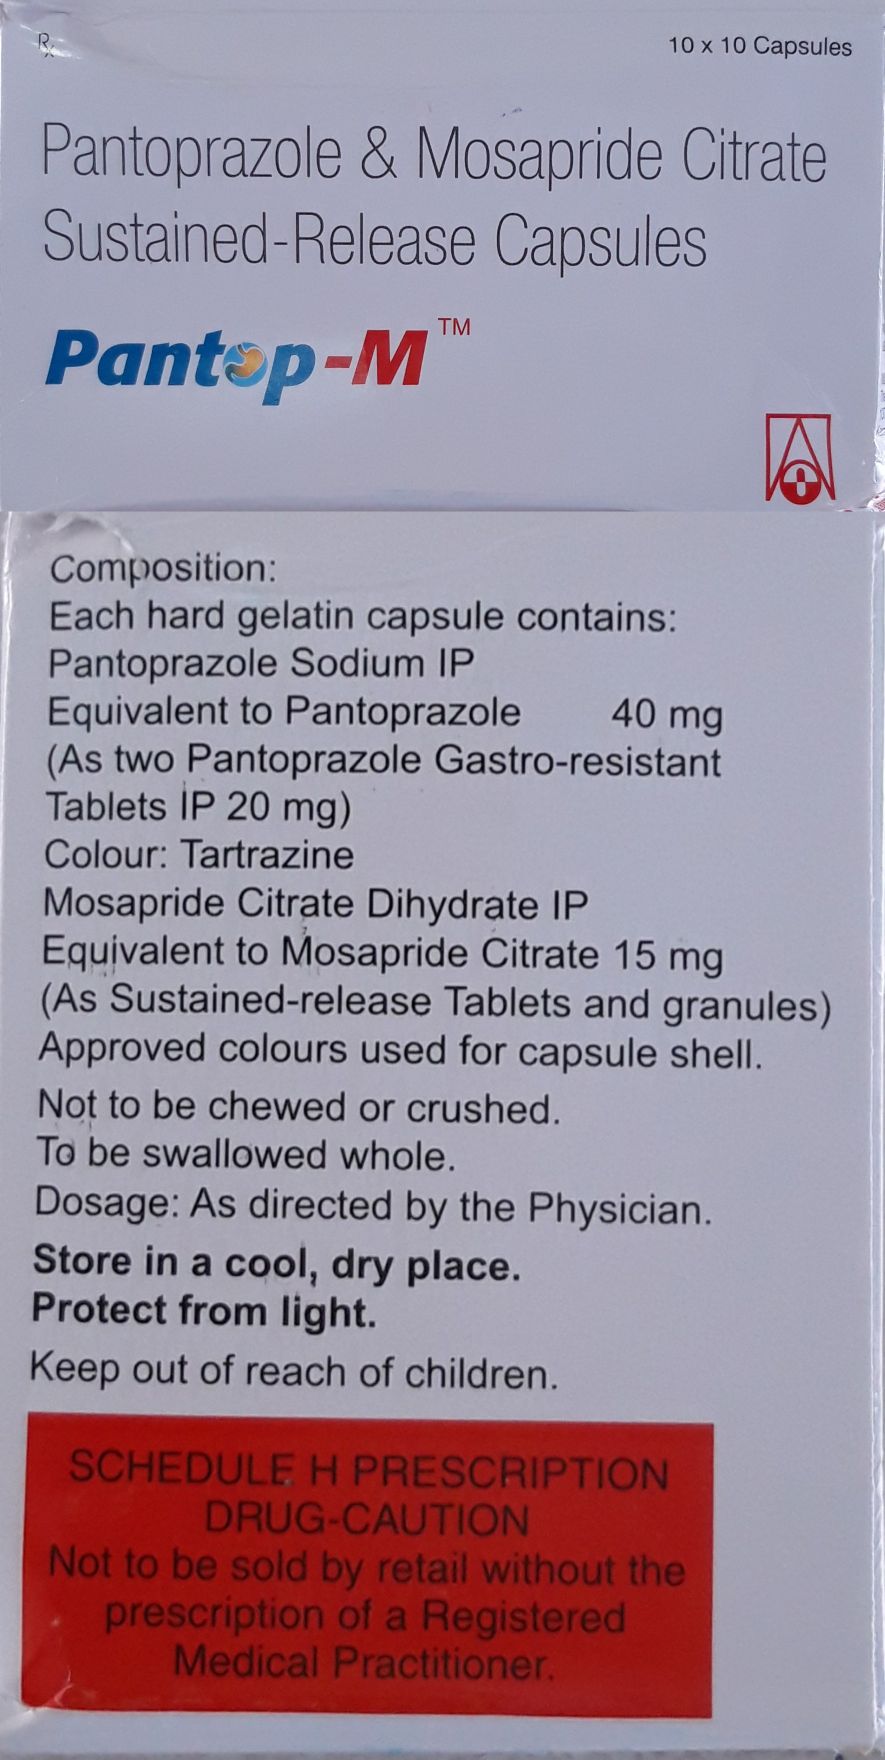 Rx
10 x 10 Capsules
Pantoprazole & Mosapride Citrate
Sustained-Release Capsules
Pantop-M™
Composition:
Each hard gelatin capsule contains:
Pantoprazole Sodium IP
Equivalent to Pantoprazole 40 mg
(As two Pantoprazole Gastro-resistant
Tablets IP 20 mg)
Colour: Tartrazine
Mosapride Citrate Dihydrate IP
Equivalent to Mosapride Citrate 15 mg
(As Sustained-release Tablets and granules)
Approved colours used for capsule shell.
Not to be chewed or crushed.
To be swallowed whole.
Dosage: As directed by the Physician.
Store in a cool, dry place.
Protect from light.
Keep out of reach of children.
SCHEDULE H PRESCRIPTION
DRUG-CAUTION
Not to be sold by retail without the
prescription of a Registered
Medical Practitioner.